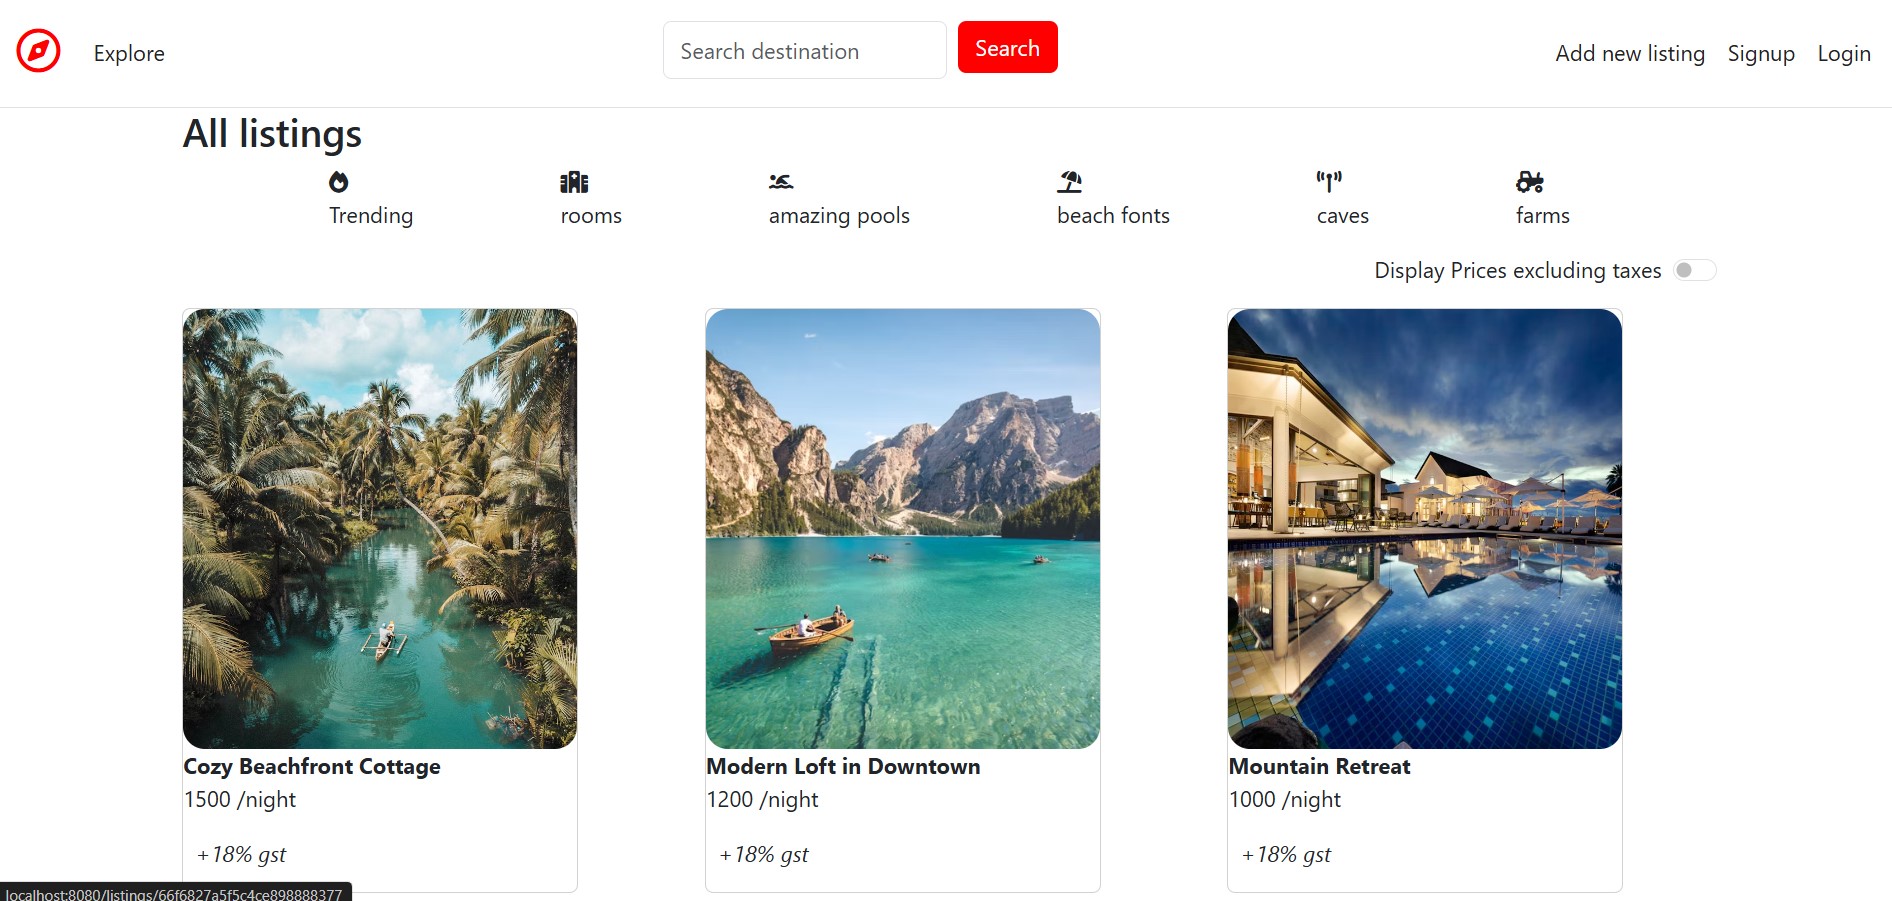 Explore
Search destination
Search
Add new listing
Signup
Login
All listings
Trending
rooms
amazing pools
beach fonts
caves
farms
Display Prices excluding taxes
Cozy Beachfront Cottage
1500 /night
+18% gst
Modern Loft in Downtown
1200 /night
+18% gst
Mountain Retreat
1000 /night
+18% gst
localhost:8080/listings/66f6827a5f5c4ce898888377